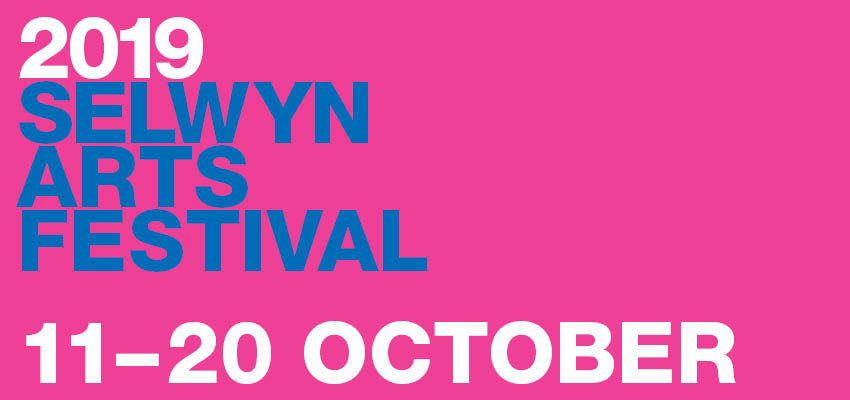 2019
SELWYN
ARTS
FESTIVAL
11–20 OCTOBER